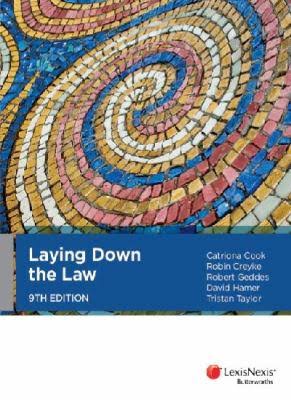 Laying Down
the Law
9TH EDITION
Catriona Cook
Robin Creyke
Robert Geddes
David Hamer
Tristan Taylor
LexisNexis®
Butterworths